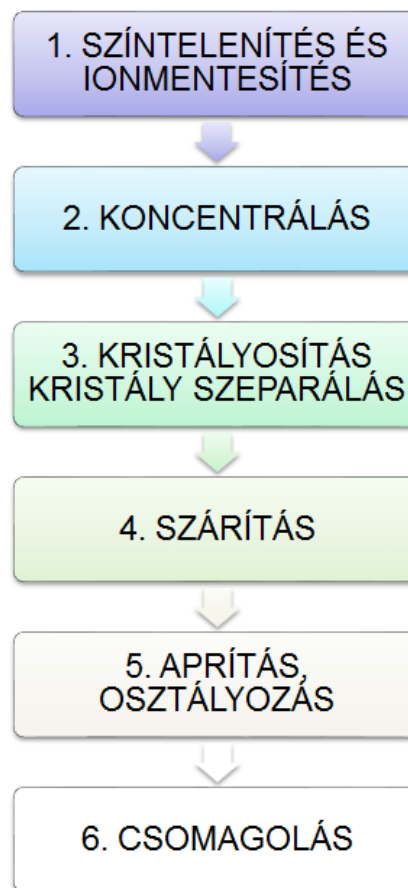 1. SZÍNTELENÍTÉS ÉS
IONMENTESÍTÉS
2. KONCENTRÁLÁS
3. KRISTÁLYOSÍTÁS
KRISTÁLY SZEPARÁLÁS
4. SZÁRÍTÁS
5. APRÍTÁS,
OSZTÁLYOZÁS
6. CSOMAGOLÁS